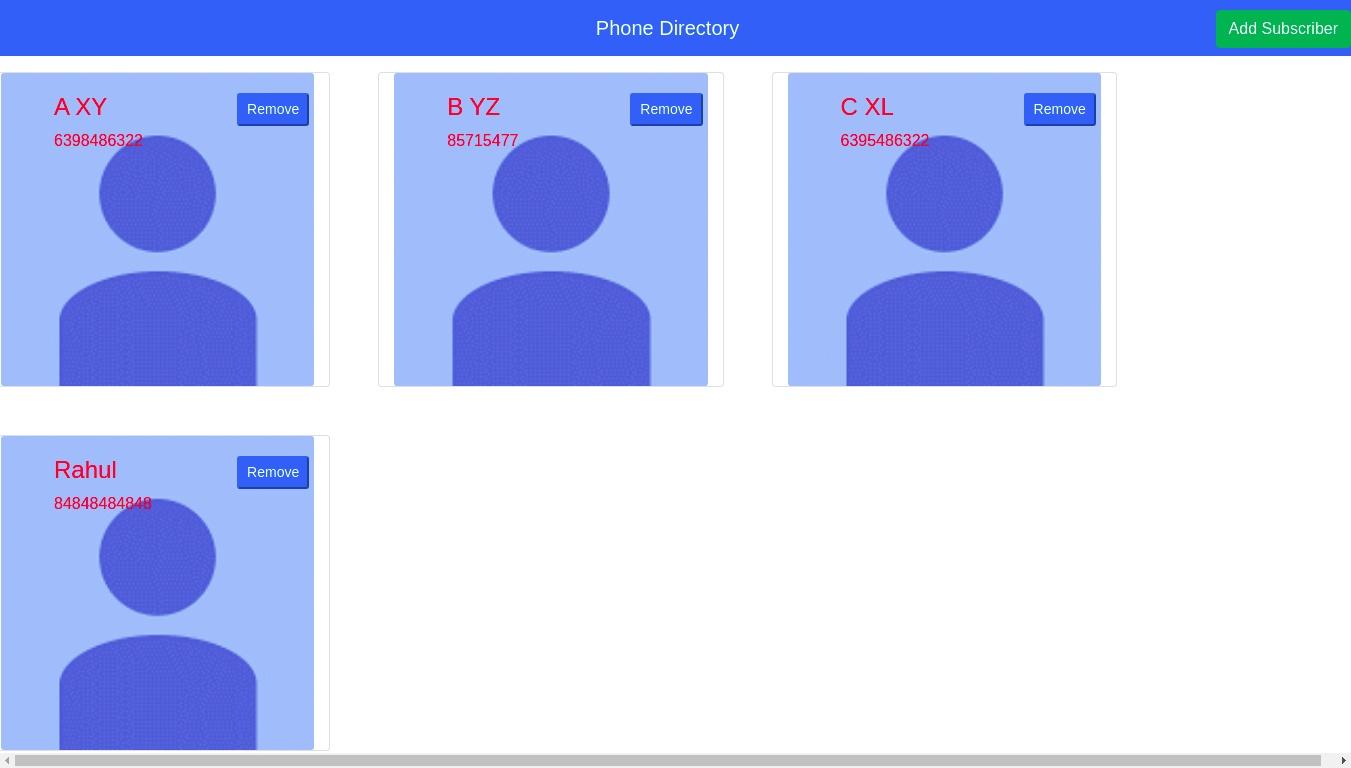 Phone Directory
Add Subscriber
A XY
Remove
6398486322
B YZ
Remove
85715477
C XL
Remove
6395486322
Rahul
Remove
84848484848